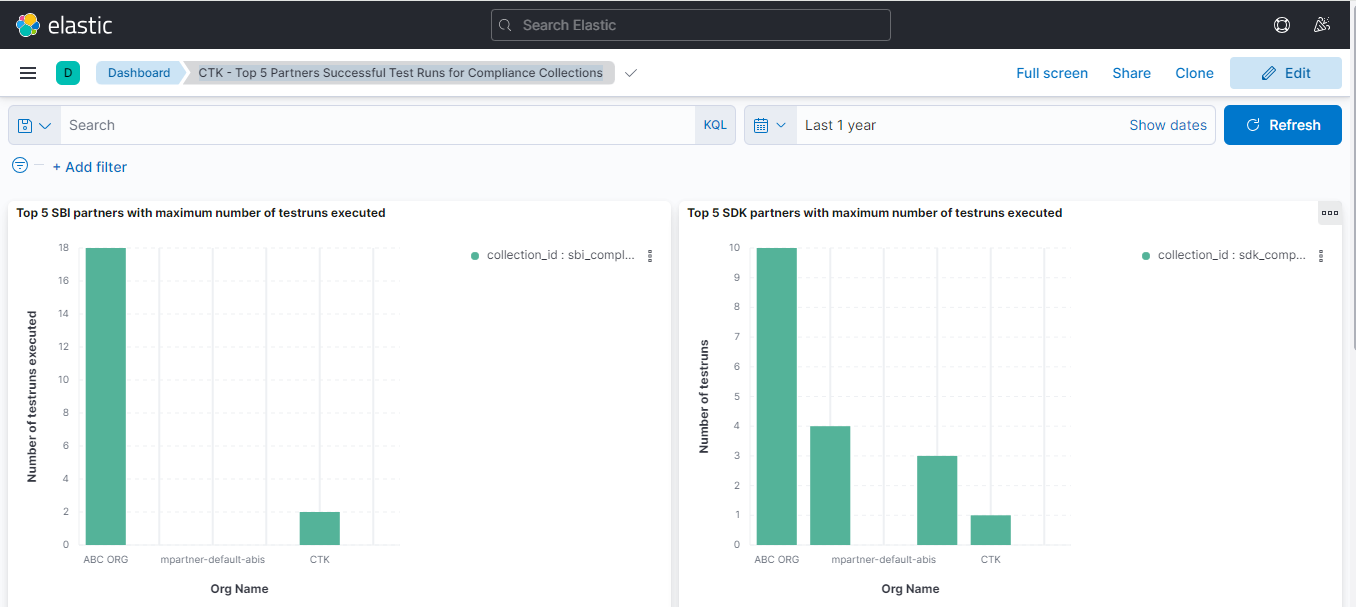 elastic
Search Elastic
D
Dashboard
CTK - Top 5 Partners Successful Test Runs for Compliance Collections
Full screen
Share
Clone
Edit
Search
KQL
Last 1 year
Show dates
Refresh
+ Add filter
Top 5 SBI partners with maximum number of testruns executed
18
16
14
12
10
8
6
4
2
0
Number of testruns executed
ABC ORG
mpartner-default-abis
CTK
Org Name
collection_id : sbi_compl...
Top 5 SDK partners with maximum number of testruns executed
10
9
8
7
6
5
4
3
2
1
0
Number of testruns
ABC ORG
mpartner-default-abis
CTK
Org Name
collection_id : sdk_comp...